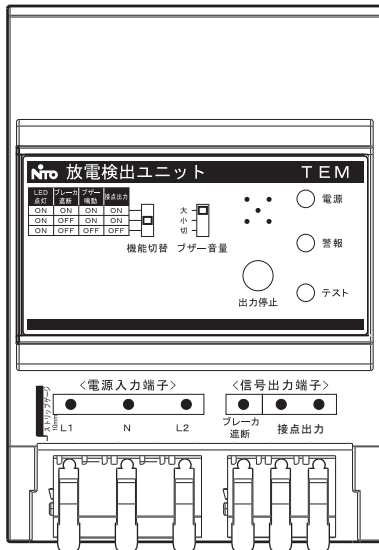 NiTO 放電検出ユニット TEM
LED点灯 ブレーカ遮断 ブザー鳴動 接点出力
ON ON ON ON
ON OFF ON ON
ON OFF OFF OFF
機能切替
大
小
切
ブザー音量
出力停止
電源
警報
テスト
ストリップゲージ
10mm
<電源入力端子>
L1 N L2
<信号出力端子>
ブレーカ遮断 接点出力